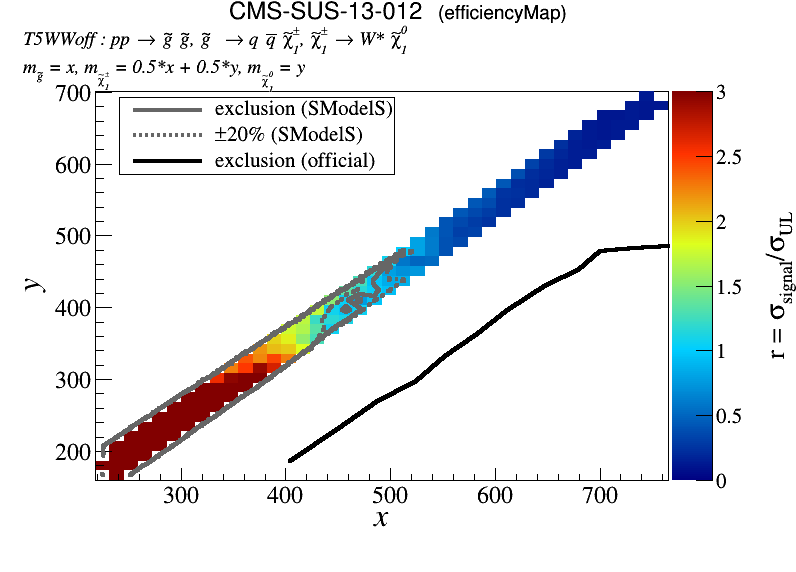 CMS-SUS-13-012 (efficiencyMap)
T5WWoff : pp → g̃ g̃, g̃ → q q̅ χ̃₁±, χ̃₁± → W* χ̃₁⁰
m_g̃ = x, m_χ̃₁± = 0.5*x + 0.5*y, m_χ̃₁⁰ = y
exclusion (SModelS)
±20% (SModelS)
exclusion (official)
700
600
500
400
300
200
y
300 400 500 600 700
x
3
2.5
2
1.5
1
0.5
0
r = σ_signal/σ_UL